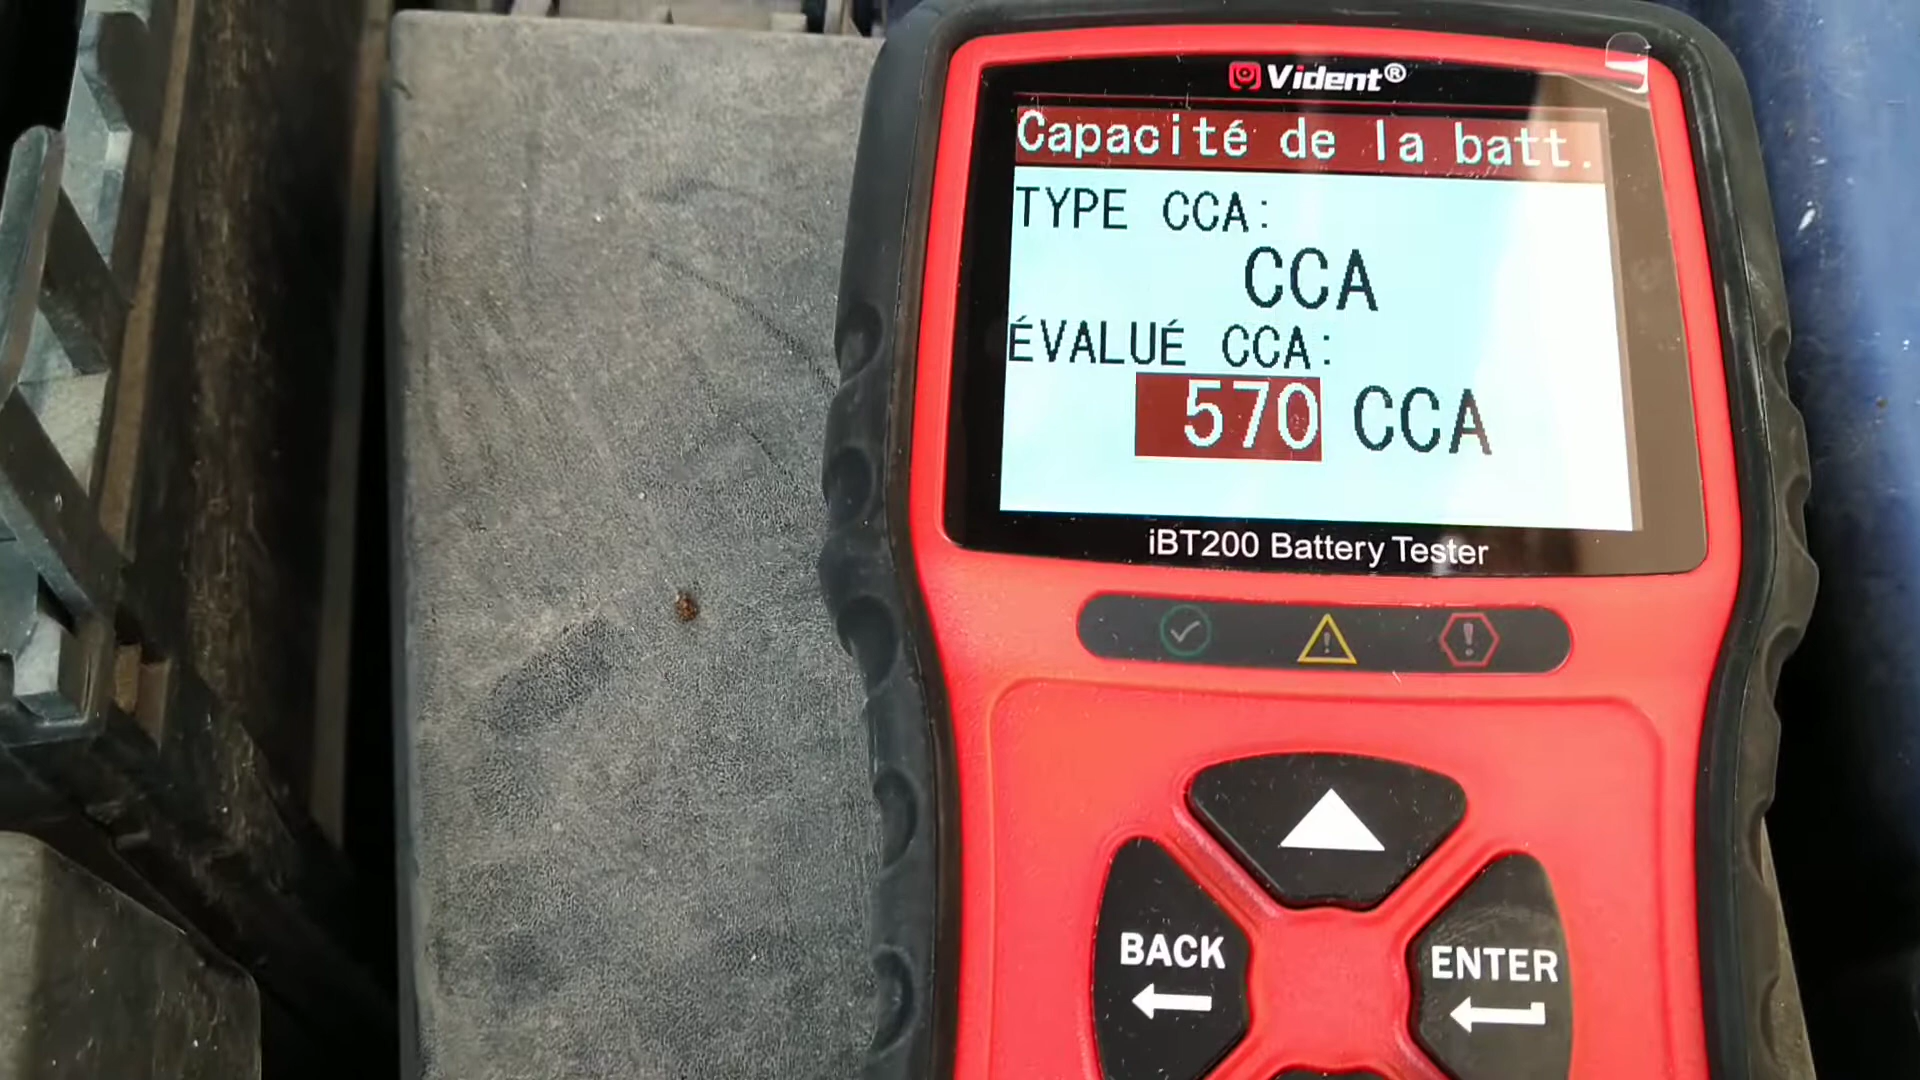 Vident®
Capacité de la batt.
TYPE CCA:
CCA
ÉVALUÉ CCA:
570 CCA
iBT200 Battery Tester
BACK
ENTER